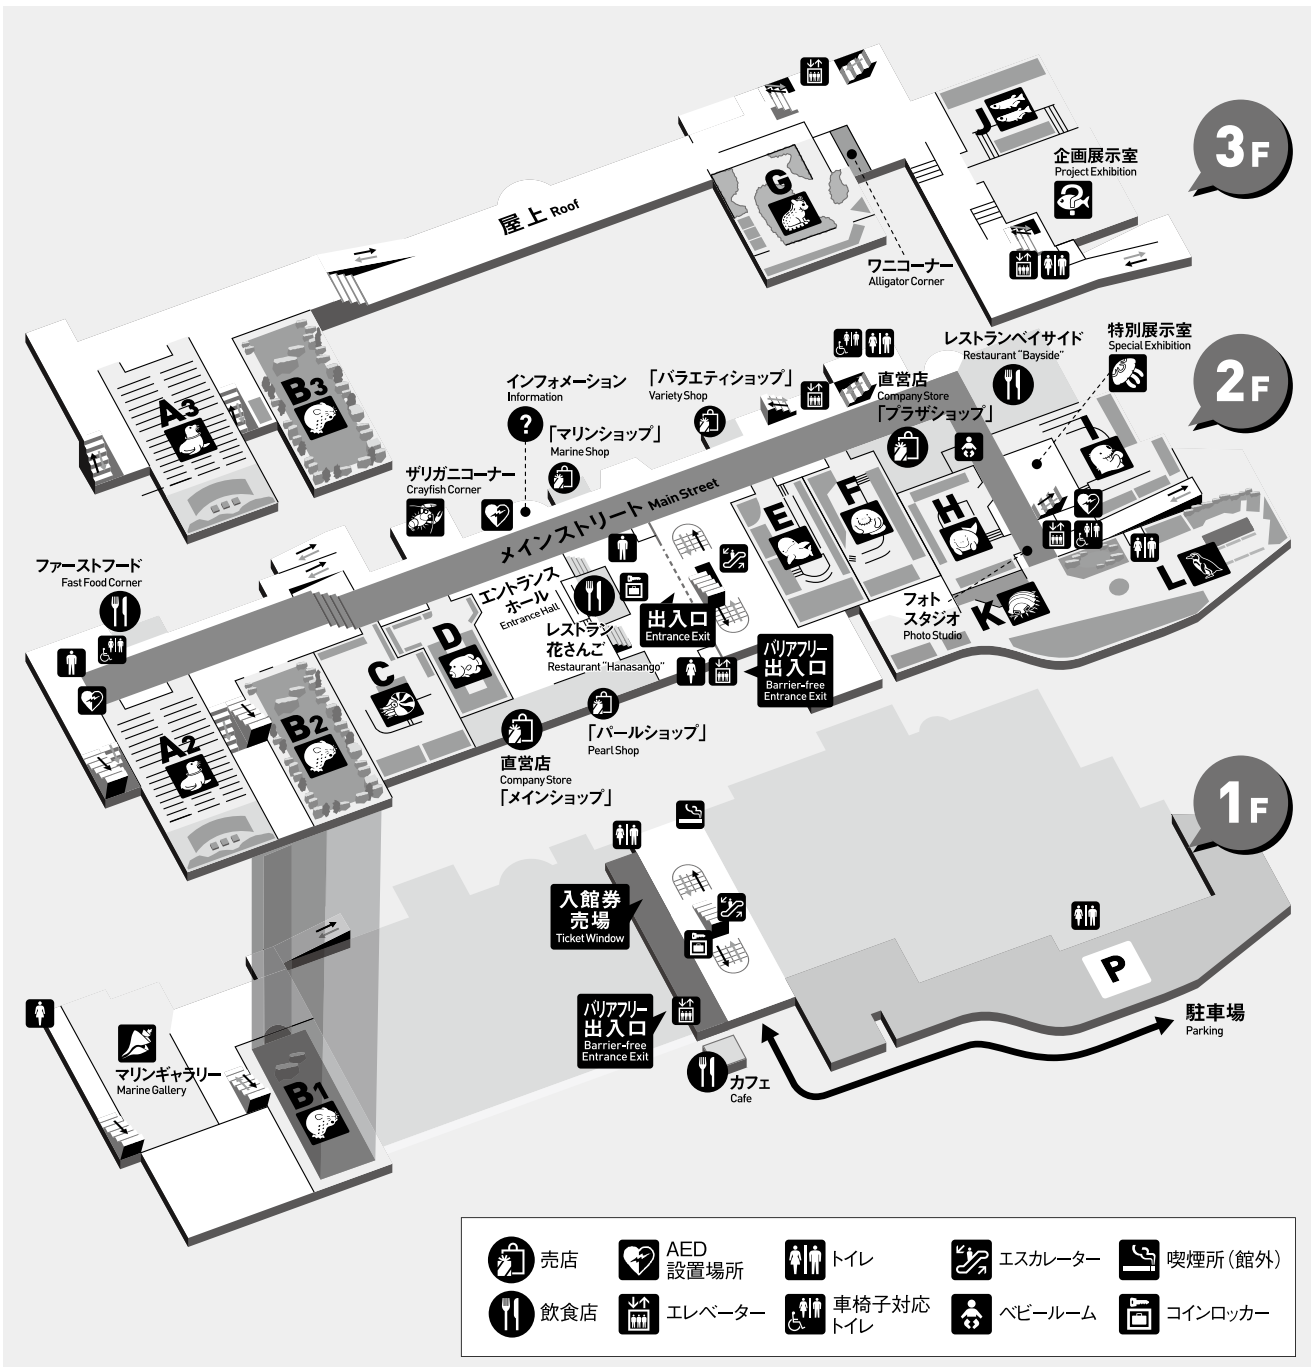 3F
J
企画展示室
Project Exhibition
G
屋上 Roof
ワニコーナー
Alligator Corner
2F
レストランベイサイド
Restaurant "Bayside"
特別展示室
Special Exhibition
A3
B3
インフォメーション
Information
?
「バラエティショップ」
Variety Shop
直営店
Company Store
「プラザショップ」
「マリンショップ」
Marine Shop
ザリガニコーナー
Crayfish Corner
メインストリート Main Street
E
F
H
I
L
K
フォト
スタジオ
Photo Studio
ファーストフード
Fast Food Corner
エントランス
ホール
Entrance Hall
レストラン
花さんご
Restaurant "Hanasango"
出入口
Entrance Exit
バリアフリー
出入口
Barrier-free
Entrance Exit
C
D
A2
B2
「パールショップ」
Pearl Shop
直営店
Company Store
「メインショップ」
1F
入館券
売場
Ticket Window
バリアフリー
出入口
Barrier-free
Entrance Exit
カフェ
Cafe
P
駐車場
Parking
マリンギャラリー
Marine Gallery
B1
売店
AED
設置場所
トイレ
エスカレーター
喫煙所（館外）
飲食店
エレベーター
車椅子対応
トイレ
ベビールーム
コインロッカー